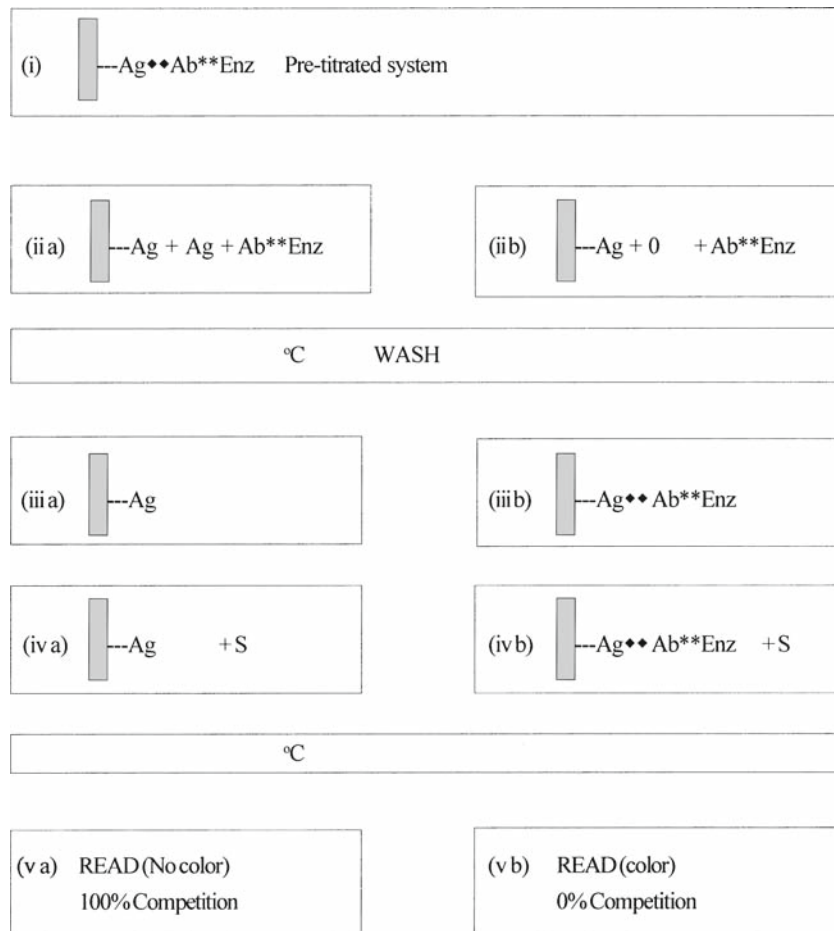 (i) ---Ag♦♦Ab**Enz Pre-titrated system
(ii a) ---Ag + Ag + Ab**Enz
(ii b) ---Ag + 0 + Ab**Enz
ºC WASH
(iii a) ---Ag
(iii b) ---Ag♦♦ Ab**Enz
(iv a) ---Ag + S
(iv b) ---Ag♦♦ Ab**Enz + S
ºC
(v a) READ (No color)
100% Competition
(v b) READ (color)
0% Competition